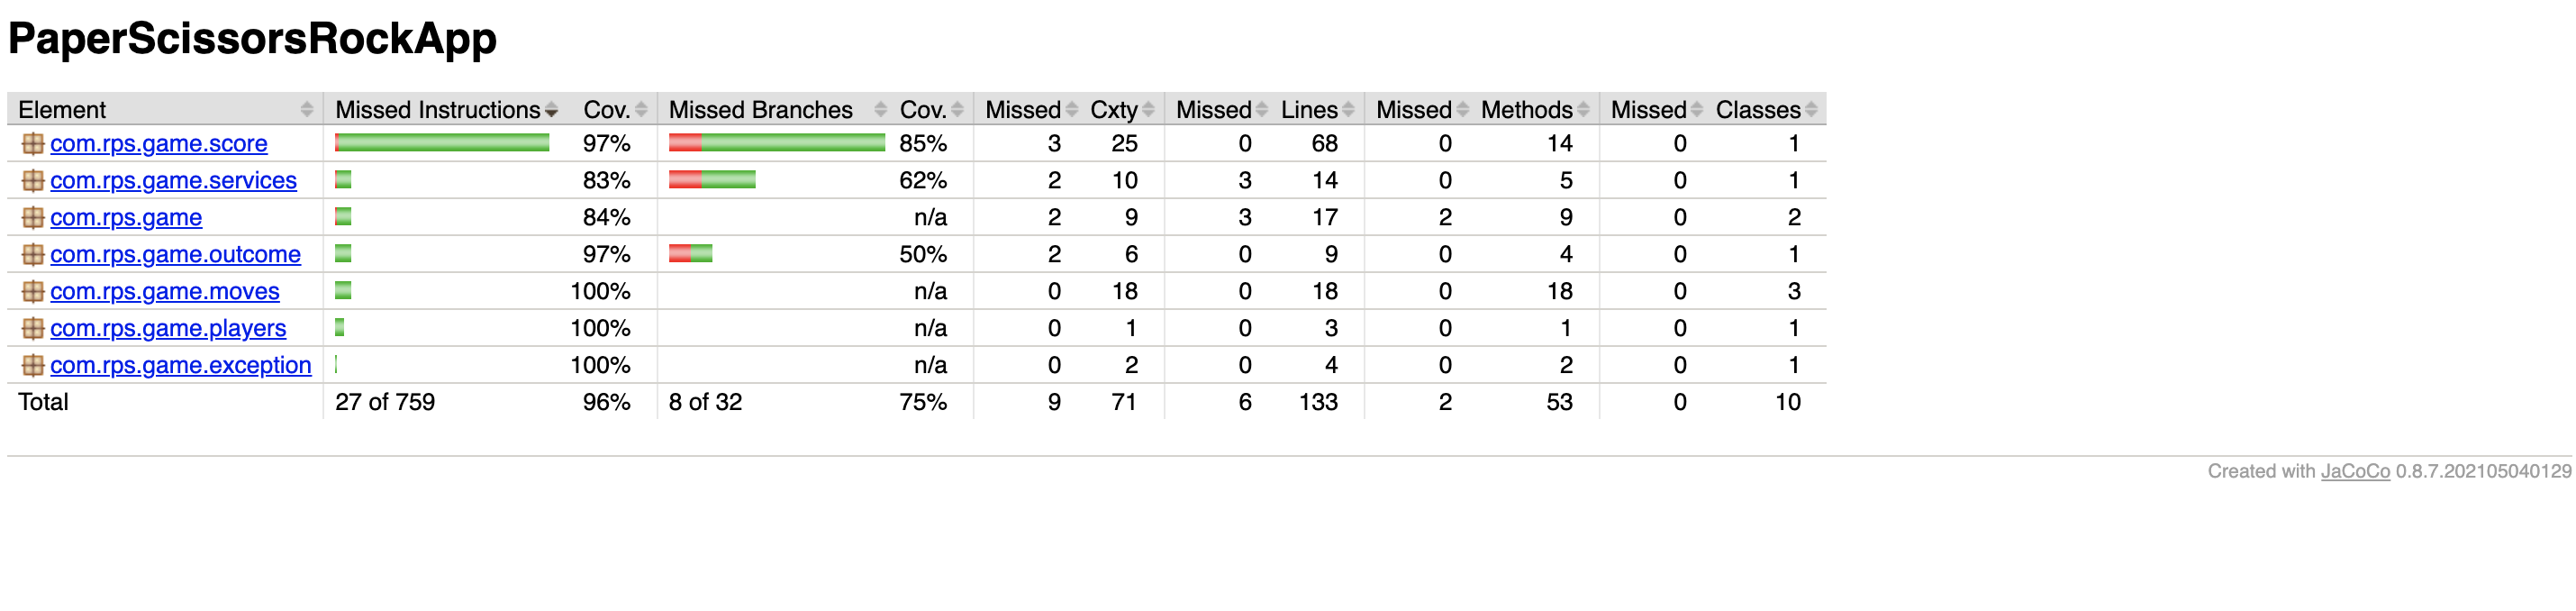 PaperScissorsRockApp
Element Missed Instructions Cov. Missed Branches Cov. Missed Cxty Missed Lines Missed Methods Missed Classes
com.rps.game.score 97% 85% 3 25 0 68 0 14 0 1
com.rps.game.services 83% 62% 2 10 3 14 0 5 0 1
com.rps.game 84% n/a 2 9 3 17 2 9 0 2
com.rps.game.outcome 97% 50% 2 6 0 9 0 4 0 1
com.rps.game.moves 100% n/a 0 18 0 18 0 18 0 3
com.rps.game.players 100% n/a 0 1 0 3 0 1 0 1
com.rps.game.exception 100% n/a 0 2 0 4 0 2 0 1
Total 27 of 759 96% 8 of 32 75% 9 71 6 133 2 53 0 10
Created with JaCoCo 0.8.7.202105040129